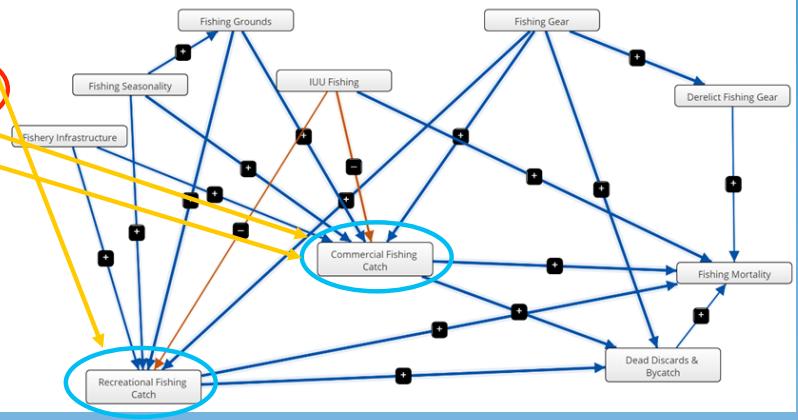 Fishing Grounds
Fishing Gear
+
+
Fishing Seasonality
IUU Fishing
Derelict Fishing Gear
Fishery Infrastructure
+
+
−
+
+
+
+
+
+
+
+
+
−
Commercial Fishing
Catch
+
+
Fishing Mortality
+
+
+
Dead Discards &
Bycatch
Recreational Fishing
Catch
+